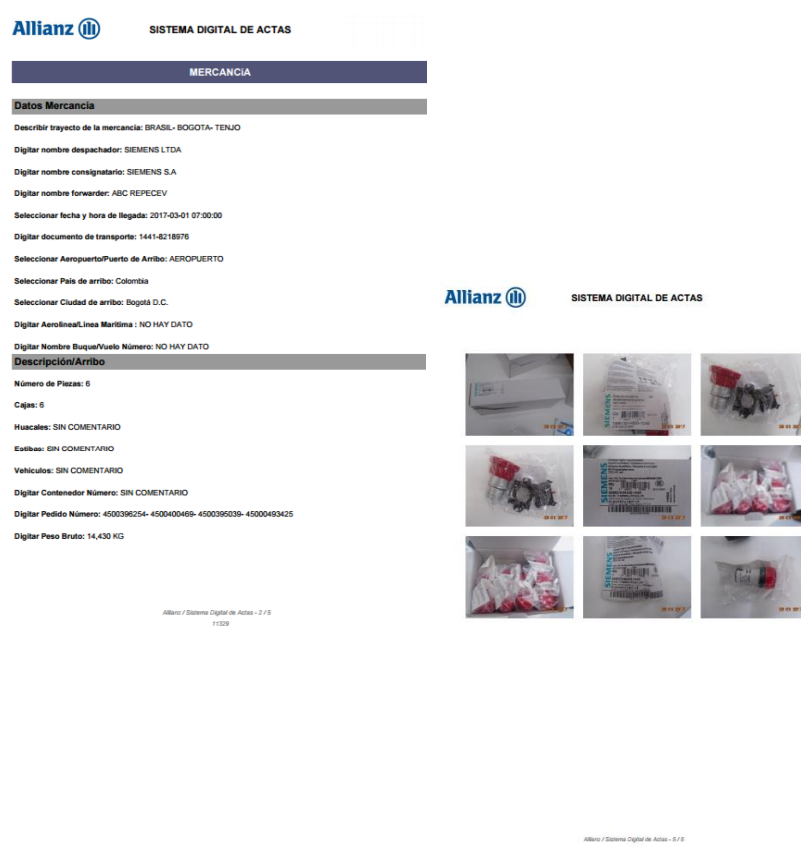 Allianz
SISTEMA DIGITAL DE ACTAS
MERCANCíA
Datos Mercancia
Describir trayecto de la mercancia: BRASIL- BOGOTA- TENJO
Digitar nombre despachador: SIEMENS LTDA
Digitar nombre consignatario: SIEMENS S.A
Digitar nombre forwarder: ABC REPECEV
Seleccionar fecha y hora de llegada: 2017-03-01 07:00:00
Digitar documento de transporte: 1441-8218976
Seleccionar Aeropuerto/Puerto de Arribo: AEROPUERTO
Seleccionar Pais de arribo: Colombia
Seleccionar Ciudad de arribo: Bogotá D.C.
Digitar Aerolinea/Linea Maritima : NO HAY DATO
Digitar Nombre Buque/Vuelo Número: NO HAY DATO
Descripción/Arribo
Número de Piezas: 6
Cajas: 6
Huacales: SIN COMENTARIO
Estibas: SIN COMENTARIO
Vehiculos: SIN COMENTARIO
Digitar Contenedor Número: SIN COMENTARIO
Digitar Pedido Número: 4500396254- 4500400469- 4500395039- 45000493425
Digitar Peso Bruto: 14,430 KG
Allianz / Sistema Digital de Actas - 2 / 5
11329
Allianz
SISTEMA DIGITAL DE ACTAS
SIEMENS
SIEMENS
SIEMENS
Allianz / Sistema Digital de Actas - 5 / 5